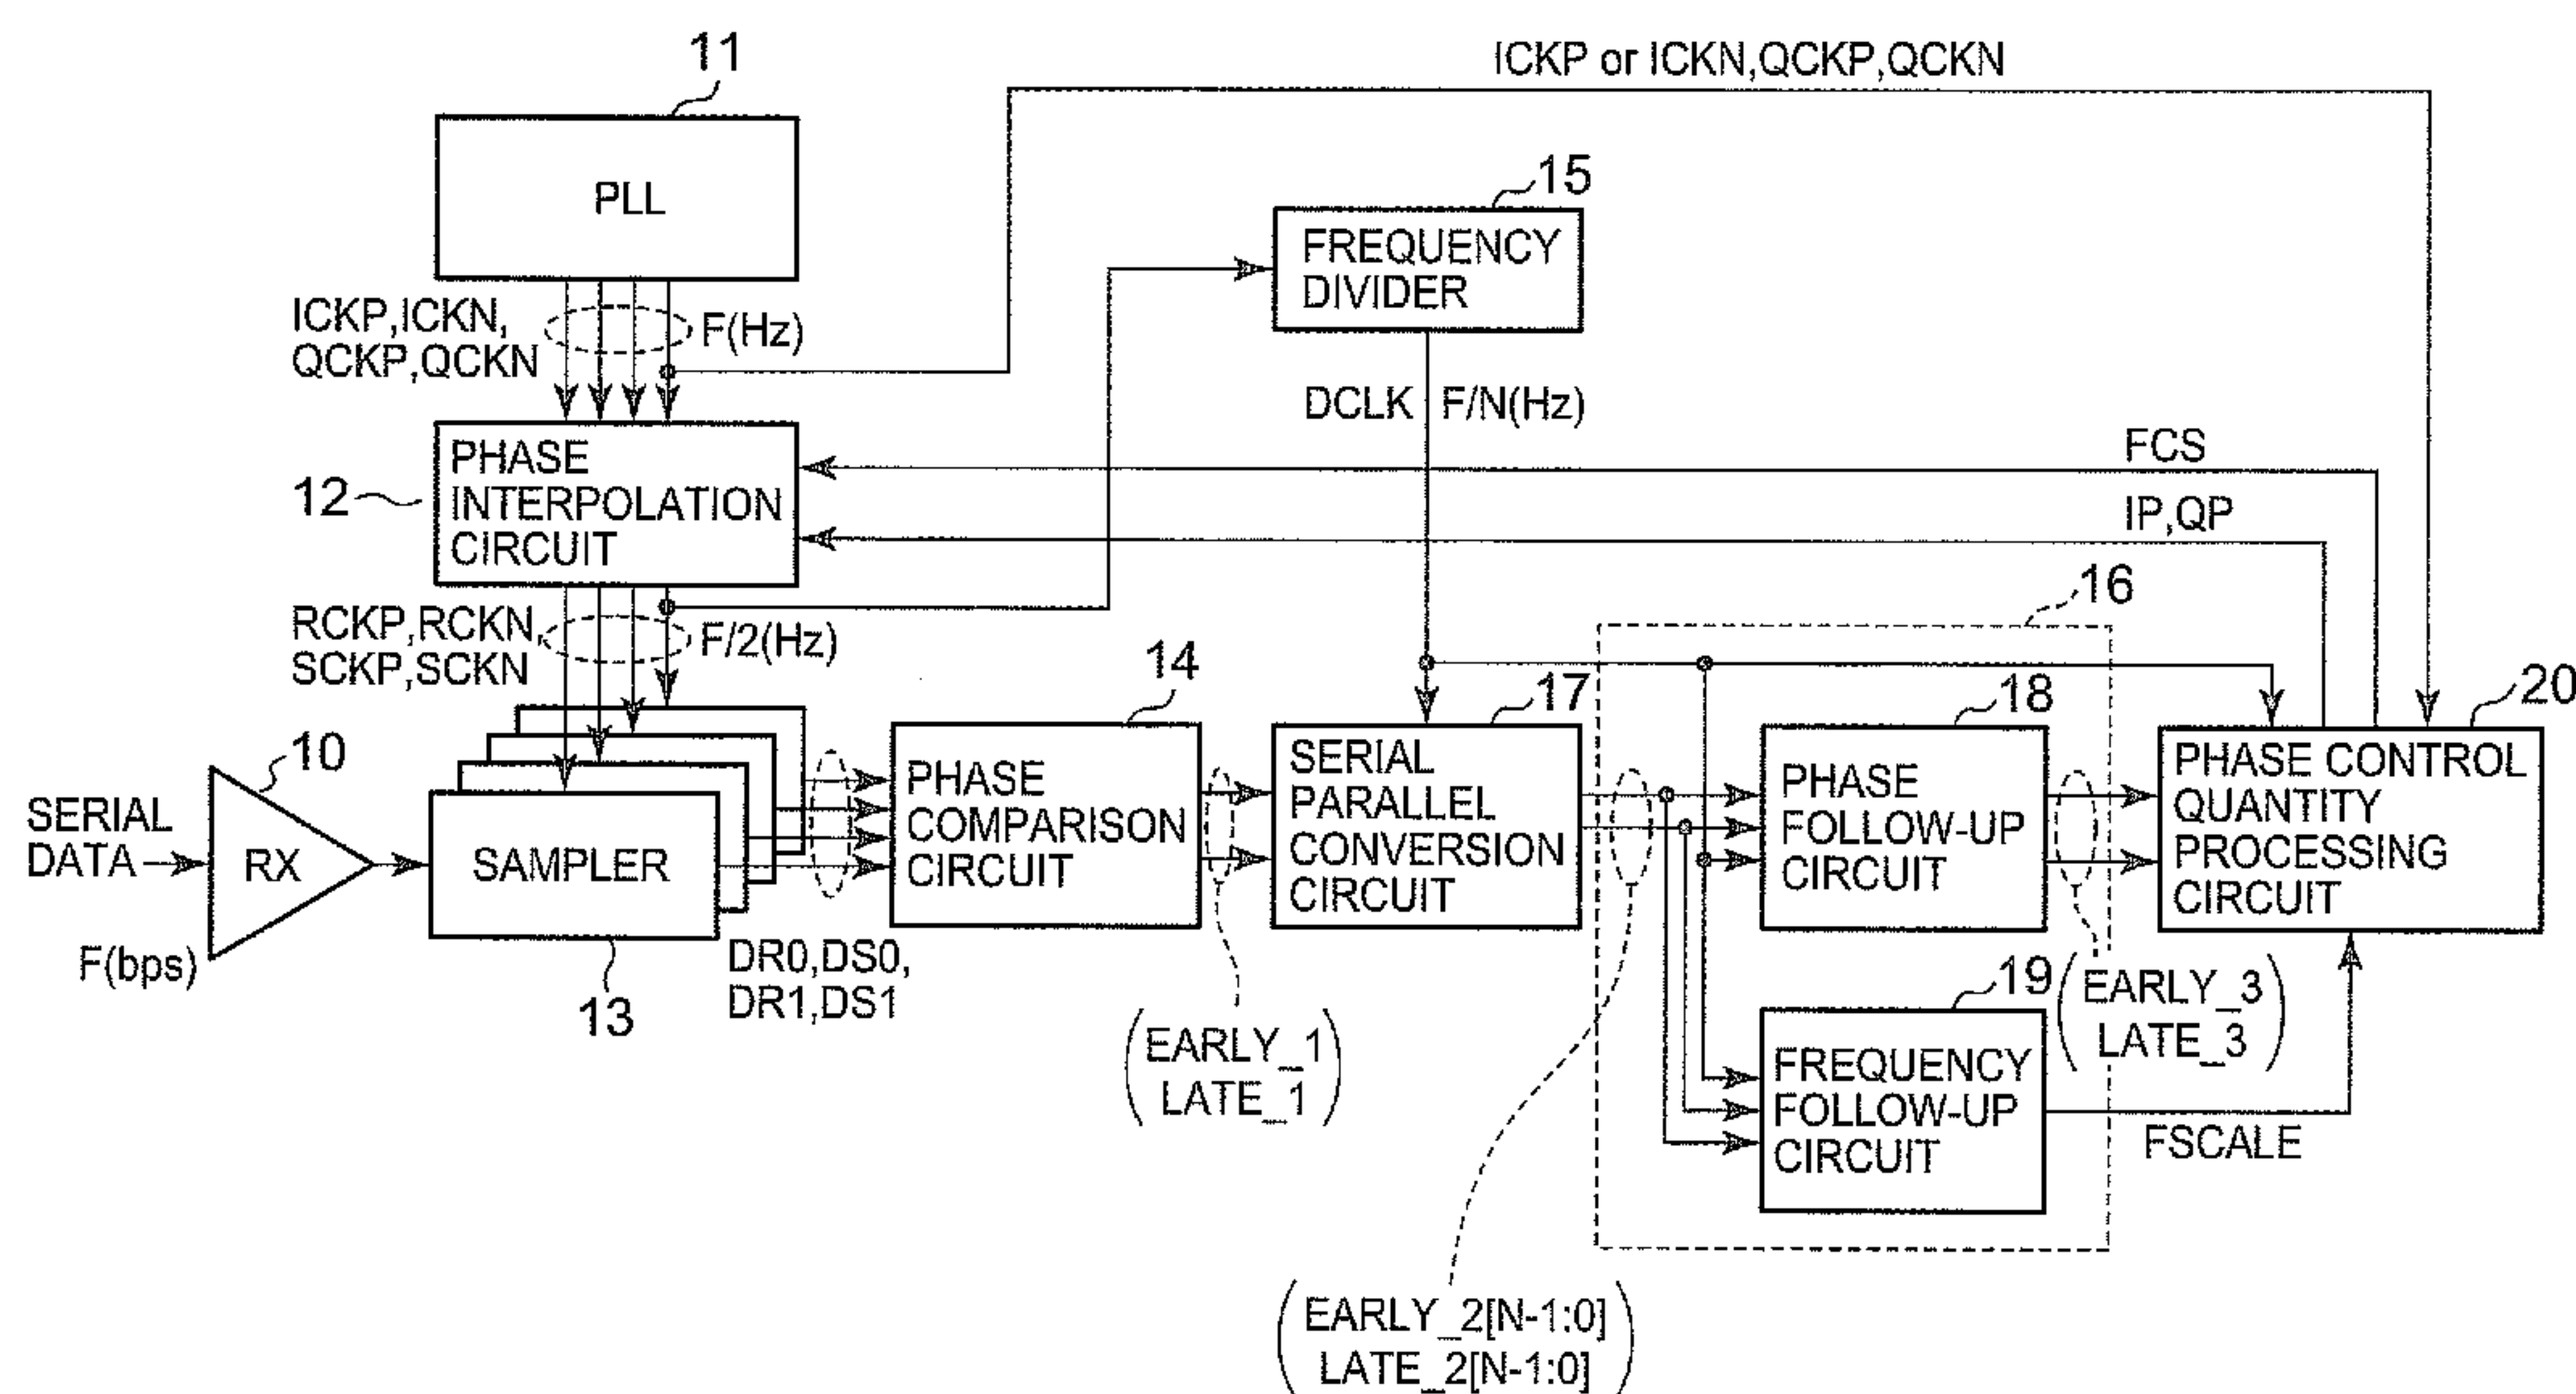 11
ICKP or ICKN,QCKP,QCKN
PLL
15
FREQUENCY
DIVIDER
ICKP,ICKN,
QCKP,QCKN
F(Hz)
DCLK
F/N(Hz)
FCS
12
PHASE
INTERPOLATION
CIRCUIT
IP,QP
16
RCKP,RCKN,
SCKP,SCKN
F/2(Hz)
14
17
18
20
10
SERIAL
DATA
RX
F(bps)
SAMPLER
13
DR0,DS0,
DR1,DS1
PHASE
COMPARISON
CIRCUIT
EARLY_1
LATE_1
SERIAL
PARALLEL
CONVERSION
CIRCUIT
PHASE
FOLLOW-UP
CIRCUIT
PHASE CONTROL
QUANTITY
PROCESSING
CIRCUIT
19
EARLY_3
LATE_3
FREQUENCY
FOLLOW-UP
CIRCUIT
FSCALE
EARLY_2[N-1:0]
LATE_2[N-1:0]